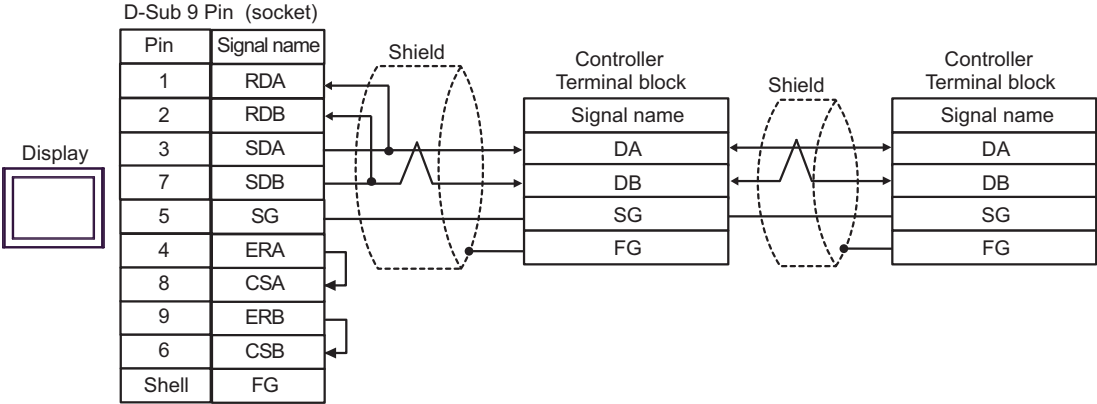 D-Sub 9 Pin (socket)
Pin Signal name
1 RDA
2 RDB
3 SDA
7 SDB
5 SG
4 ERA
8 CSA
9 ERB
6 CSB
Shell FG
Display
Shield
Controller
Terminal block
Signal name
DA
DB
SG
FG
Shield
Controller
Terminal block
Signal name
DA
DB
SG
FG